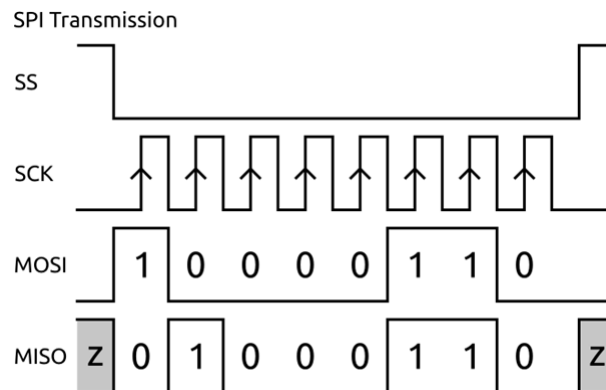 SPI Transmission
SS
SCK
MOSI 1 0 0 0 0 1 1 0
MISO Z 0 1 0 0 0 1 1 0 Z